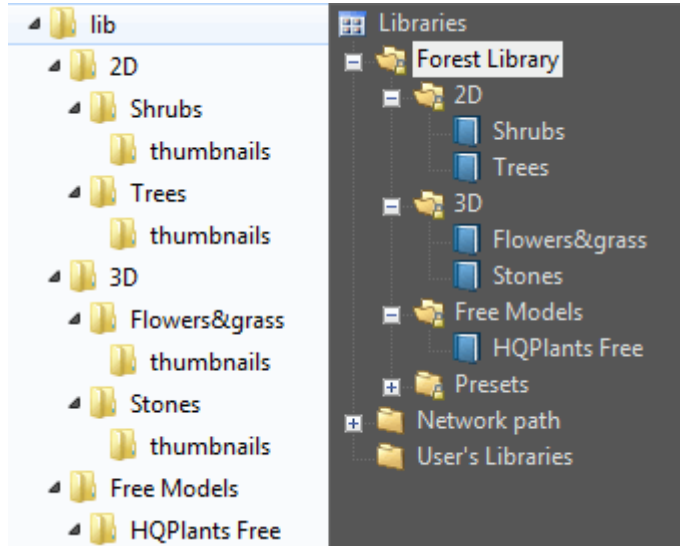 lib
2D
Shrubs
thumbnails
Trees
thumbnails
3D
Flowers&grass
thumbnails
Stones
thumbnails
Free Models
HQPlants Free
Libraries
Forest Library
2D
Shrubs
Trees
3D
Flowers&grass
Stones
Free Models
HQPlants Free
Presets
Network path
User's Libraries